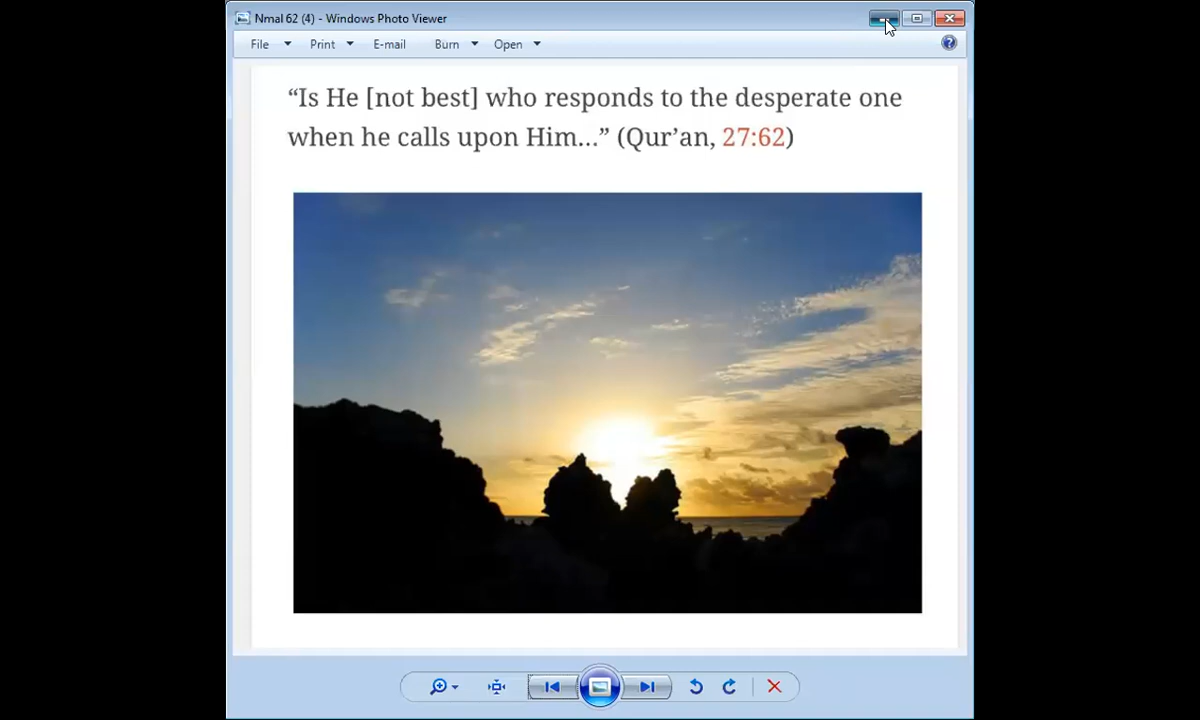 Nmal 62 (4) - Windows Photo Viewer
File Print E-mail Burn Open
“Is He [not best] who responds to the desperate one
when he calls upon Him...” (Qur’an, 27:62)